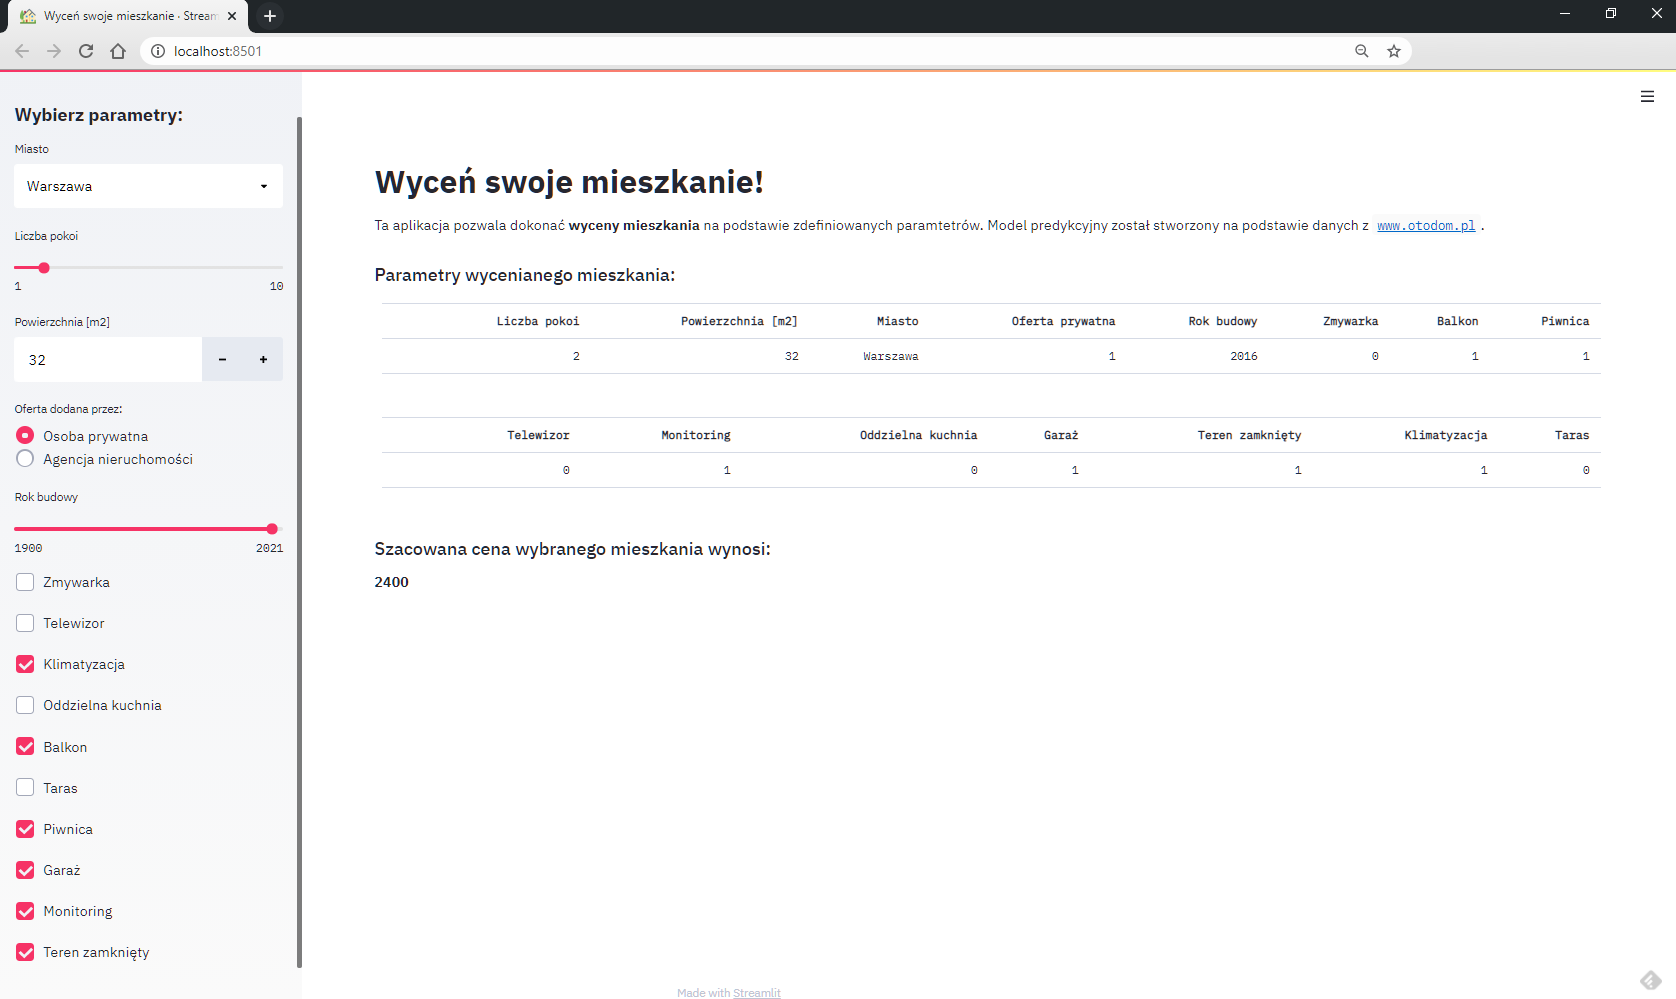 Wyceń swoje mieszkanie · Stream
localhost:8501
Wybierz parametry:
Miasto
Warszawa
Liczba pokoi
1 10
Powierzchnia [m2]
32 - +
Oferta dodana przez:
Osoba prywatna
Agencja nieruchomości
Rok budowy
1900 2021
Zmywarka
Telewizor
Klimatyzacja
Oddzielna kuchnia
Balkon
Taras
Piwnica
Garaż
Monitoring
Teren zamknięty
Wyceń swoje mieszkanie!
Ta aplikacja pozwala dokonać wyceny mieszkania na podstawie zdefiniowanych paramtetrów. Model predykcyjny został stworzony na podstawie danych z www.otodom.pl .
Parametry wycenianego mieszkania:
Liczba pokoi Powierzchnia [m2] Miasto Oferta prywatna Rok budowy Zmywarka Balkon Piwnica
2 32 Warszawa 1 2016 0 1 1
Telewizor Monitoring Oddzielna kuchnia Garaż Teren zamknięty Klimatyzacja Taras
0 1 0 1 1 1 0
Szacowana cena wybranego mieszkania wynosi:
2400
Made with Streamlit